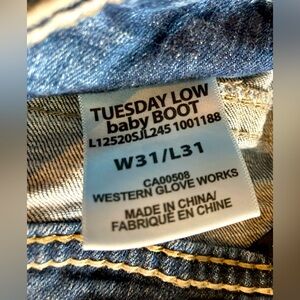 TUESDAY LOW
baby BOOT
L12520SJL245 1001188
W31/L31
CA00508
WESTERN GLOVE WORKS
MADE IN CHINA/
FABRIQUÉ EN CHINE